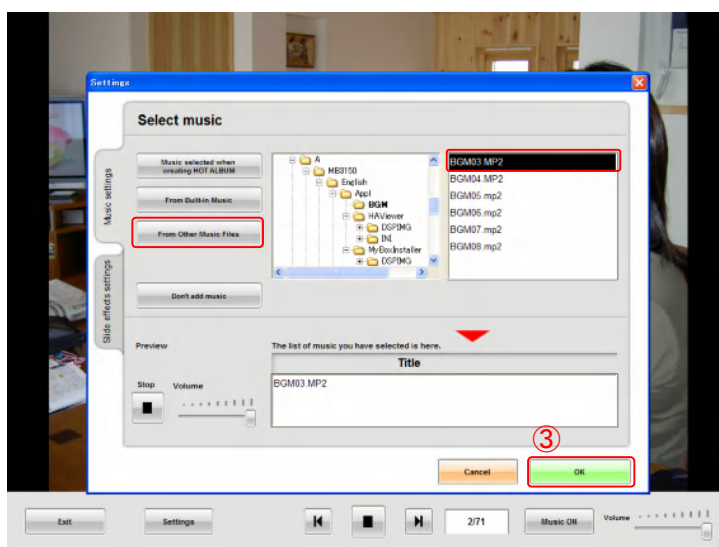 Settings
Select music
Music settings
Slide effects settings
Music selected when
creating HOT ALBUM
From Built-in Music
From Other Music Files
Don't add music
A
MB3150
English
Appl
BGM
HAViewer
DSPIMG
INI
MyBoxInstaller
DSPIMG
BGM03.MP2
BGM04.MP2
BGM05.mp2
BGM06.mp2
BGM07.mp2
BGM08.mp2
Preview
The list of music you have selected is here.
Title
Stop
Volume
BGM03.MP2
③
Cancel
OK
Exit
Settings
2/71
Music ON
Volume